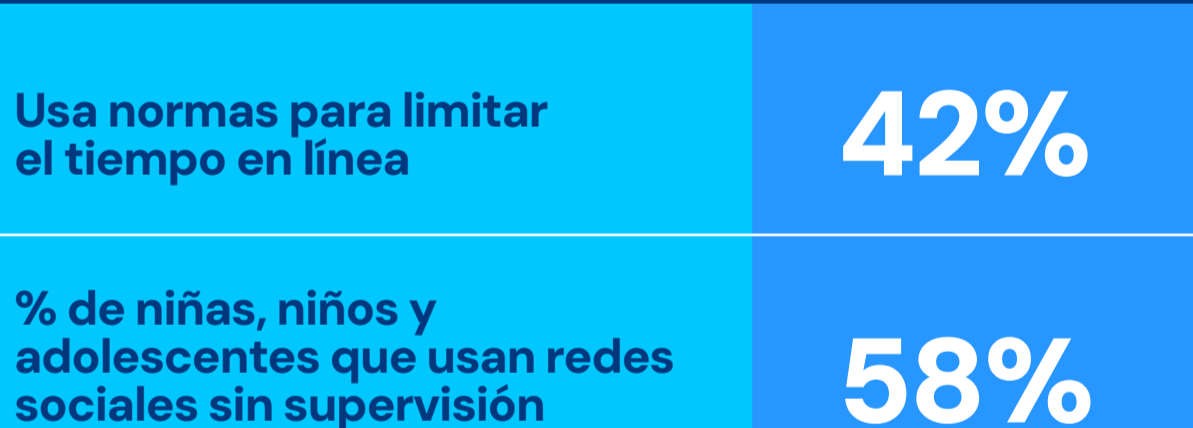 Usa normas para limitar
el tiempo en línea
42%
% de niñas, niños y
adolescentes que usan redes
sociales sin supervisión
58%